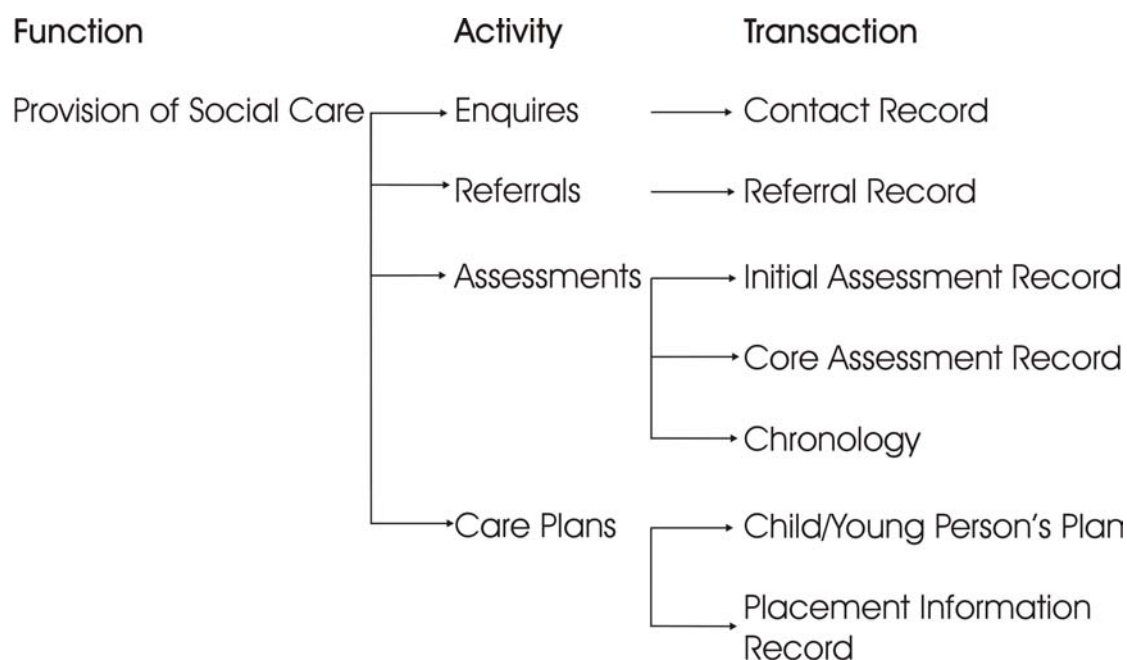 Function Activity Transaction
Provision of Social Care Enquires Contact Record
Referrals Referral Record
Assessments Initial Assessment Record
Core Assessment Record
Chronology
Care Plans Child/Young Person's Plan
Placement Information
Record